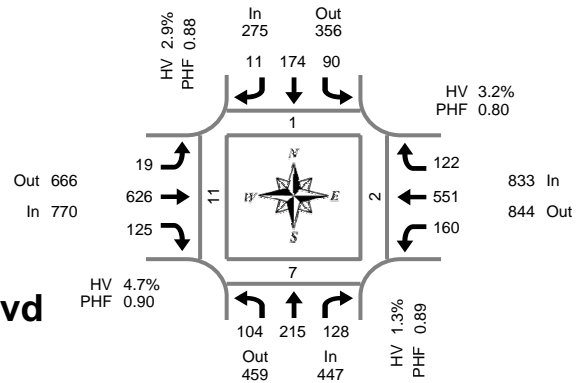 In Out
275 356
HV 2.9%
PHF 0.88
11 174 90
HV 3.2%
PHF 0.80
1
N
W E
S
19
626
125
Out 666
In 770
11
2
122
551
160
833 In
844 Out
7
HV 4.7%
PHF 0.90
vd
104 215 128
Out In
459 447
HV 1.3%
PHF 0.89